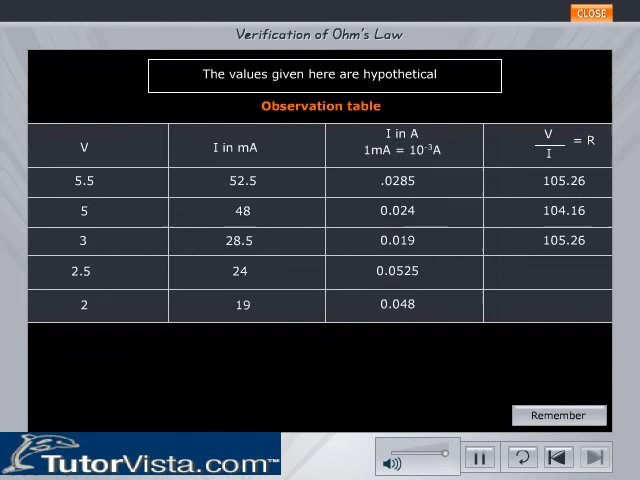 CLOSE
Verification of Ohm's Law
The values given here are hypothetical
Observation table
V I in mA I in A 1mA = 10⁻³A V/I = R
5.5 52.5 .0285 105.26
5 48 0.024 104.16
3 28.5 0.019 105.26
2.5 24 0.0525
2 19 0.048
Remember
TutorVista.com™